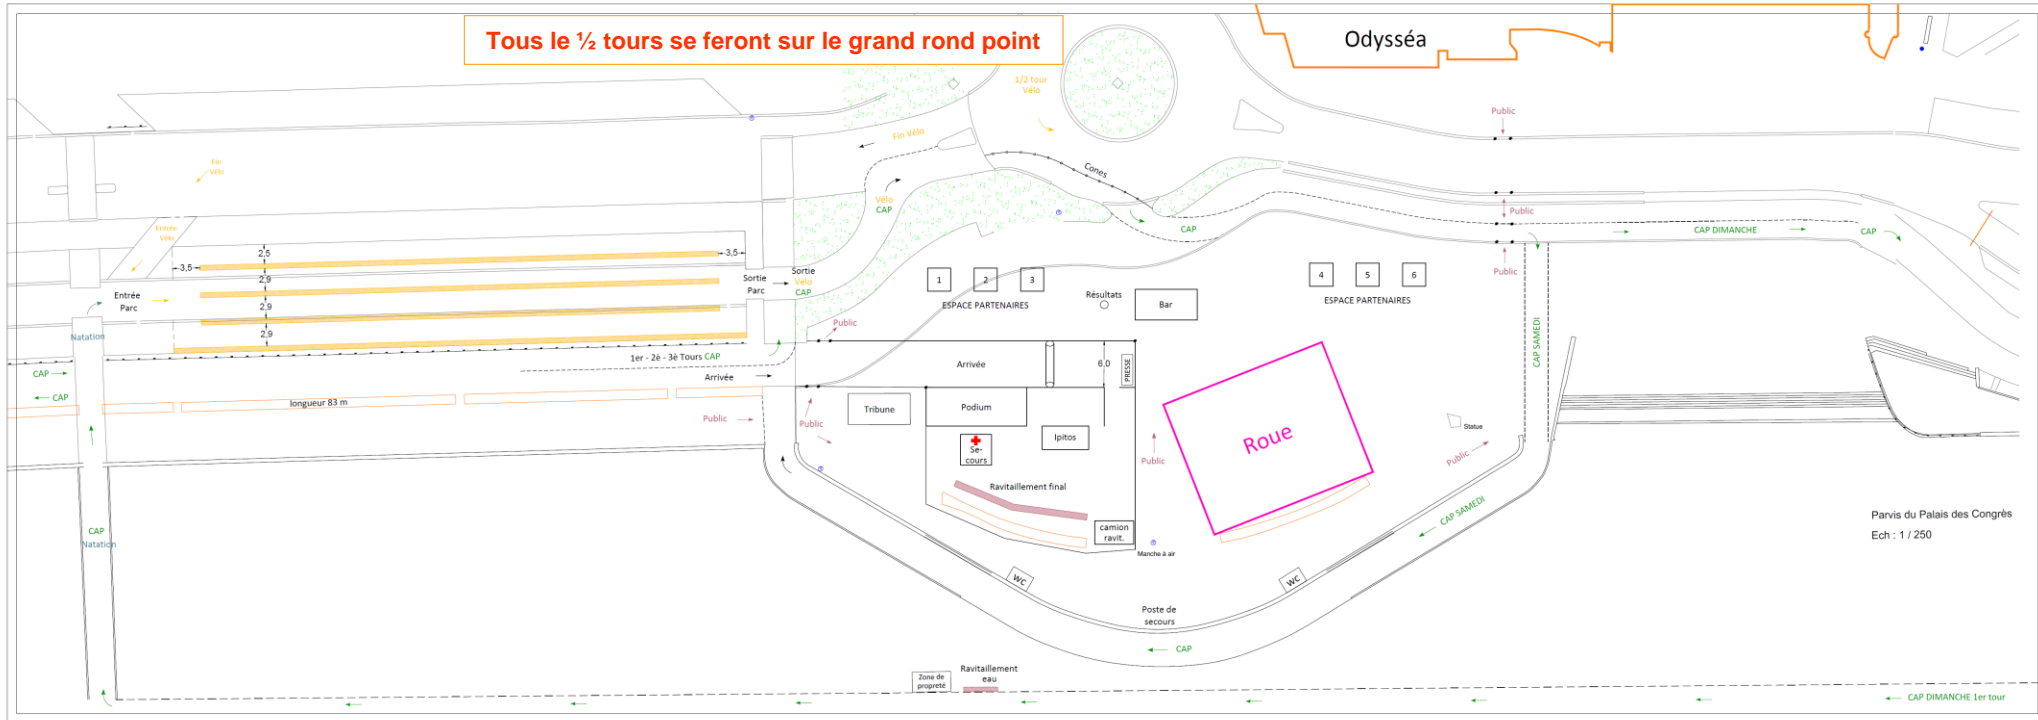 Tous le ½ tours se feront sur le grand rond point
Odysséa
1/2 tour
Vélo
Public
Fin Vélo
Fin
Vélo
Cones
Vélo
CAP
Public
CAP
CAP DIMANCHE
CAP
Entrée
Vélo
2,5
3,5
3,5
2,9
2,9
2,9
Sortie
Parc
Sortie
Vélo
CAP
Entrée
Parc
1
2
3
ESPACE PARTENAIRES
Résultats
Bar
4
5
6
ESPACE PARTENAIRES
Public
Natation
Public
CAP SAMEDI
1er - 2è - 3è Tours CAP
CAP
Arrivée
Arrivée
6,0
PRESSE
CAP
longueur 83 m
Public
Public
Tribune
Podium
Ipitos
Se-
cours
Public
Roue
Statue
Public
Ravitaillement final
camion
ravit.
Manche à air
CAP SAMEDI
CAP
Natation
Parvis du Palais des Congrès
Ech : 1 / 250
WC
WC
Poste de
secours
CAP
Zone de
propreté
Ravitaillement
eau
CAP DIMANCHE 1er tour